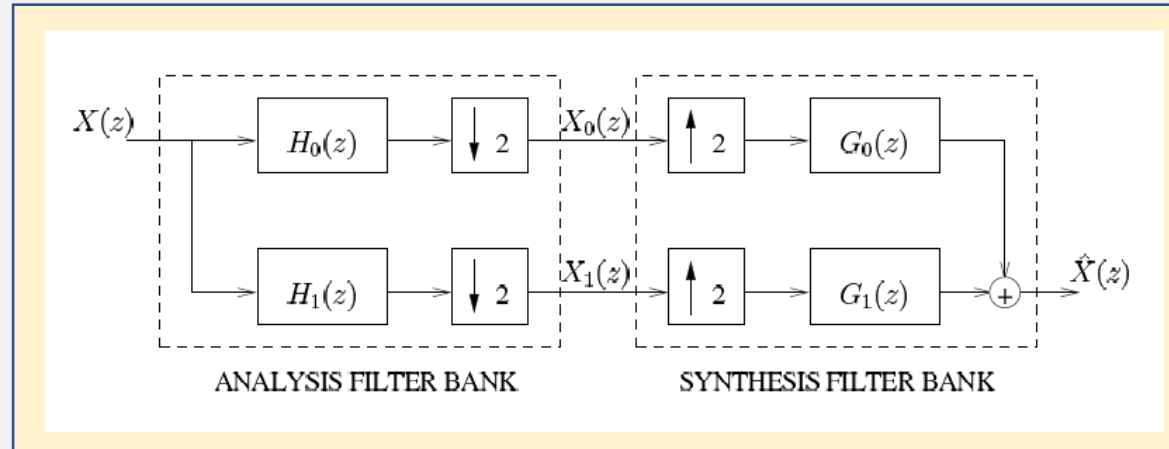 X(z) H₀(z) ↓ 2 X₀(z) ↑ 2 G₀(z)
H₁(z) ↓ 2 X₁(z) ↑ 2 G₁(z) + X̂(z)
ANALYSIS FILTER BANK SYNTHESIS FILTER BANK